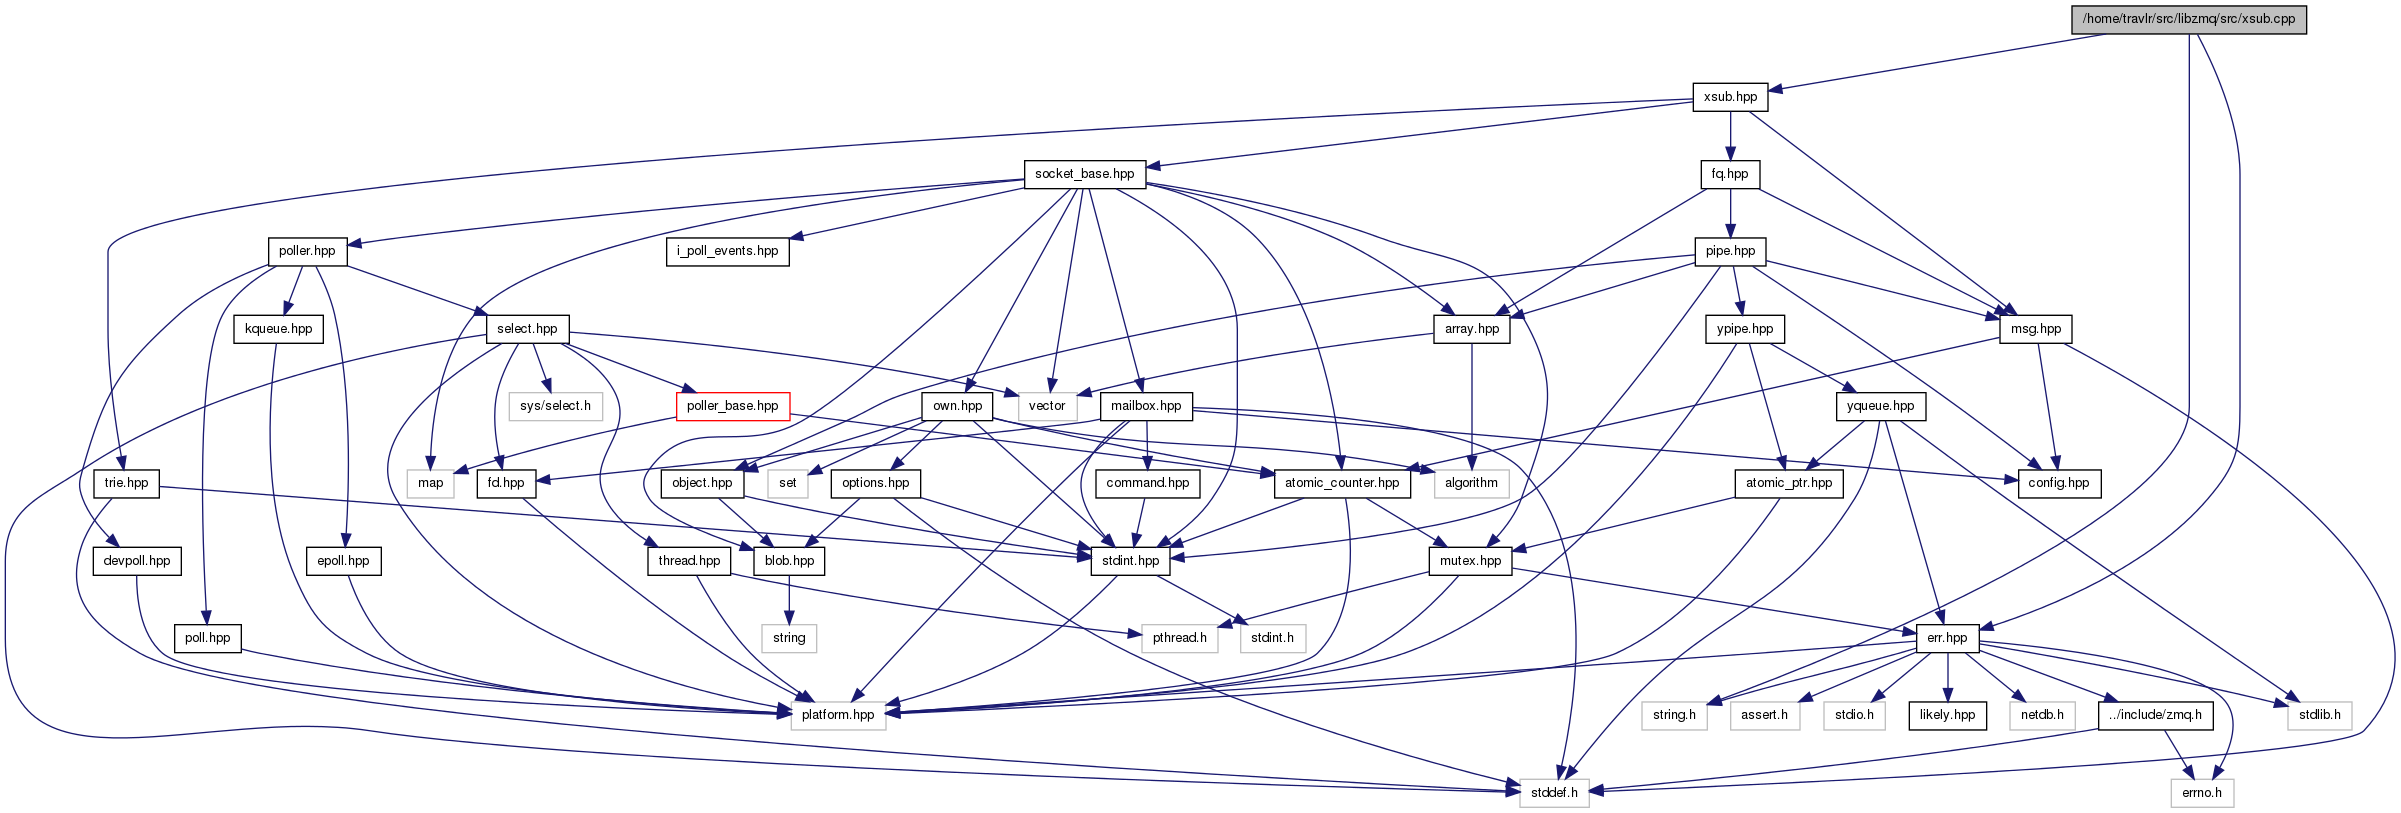 /home/travlr/src/libzmq/src/xsub.cpp
xsub.hpp
socket_base.hpp
fq.hpp
poller.hpp
i_poll_events.hpp
pipe.hpp
kqueue.hpp
select.hpp
array.hpp
ypipe.hpp
msg.hpp
sys/select.h
poller_base.hpp
own.hpp
vector
mailbox.hpp
yqueue.hpp
trie.hpp
map
fd.hpp
object.hpp
set
options.hpp
command.hpp
atomic_counter.hpp
algorithm
atomic_ptr.hpp
config.hpp
devpoll.hpp
epoll.hpp
thread.hpp
blob.hpp
stdint.hpp
mutex.hpp
poll.hpp
string
pthread.h
stdint.h
err.hpp
platform.hpp
string.h
assert.h
stdio.h
likely.hpp
netdb.h
../include/zmq.h
stdlib.h
stddef.h
errno.h